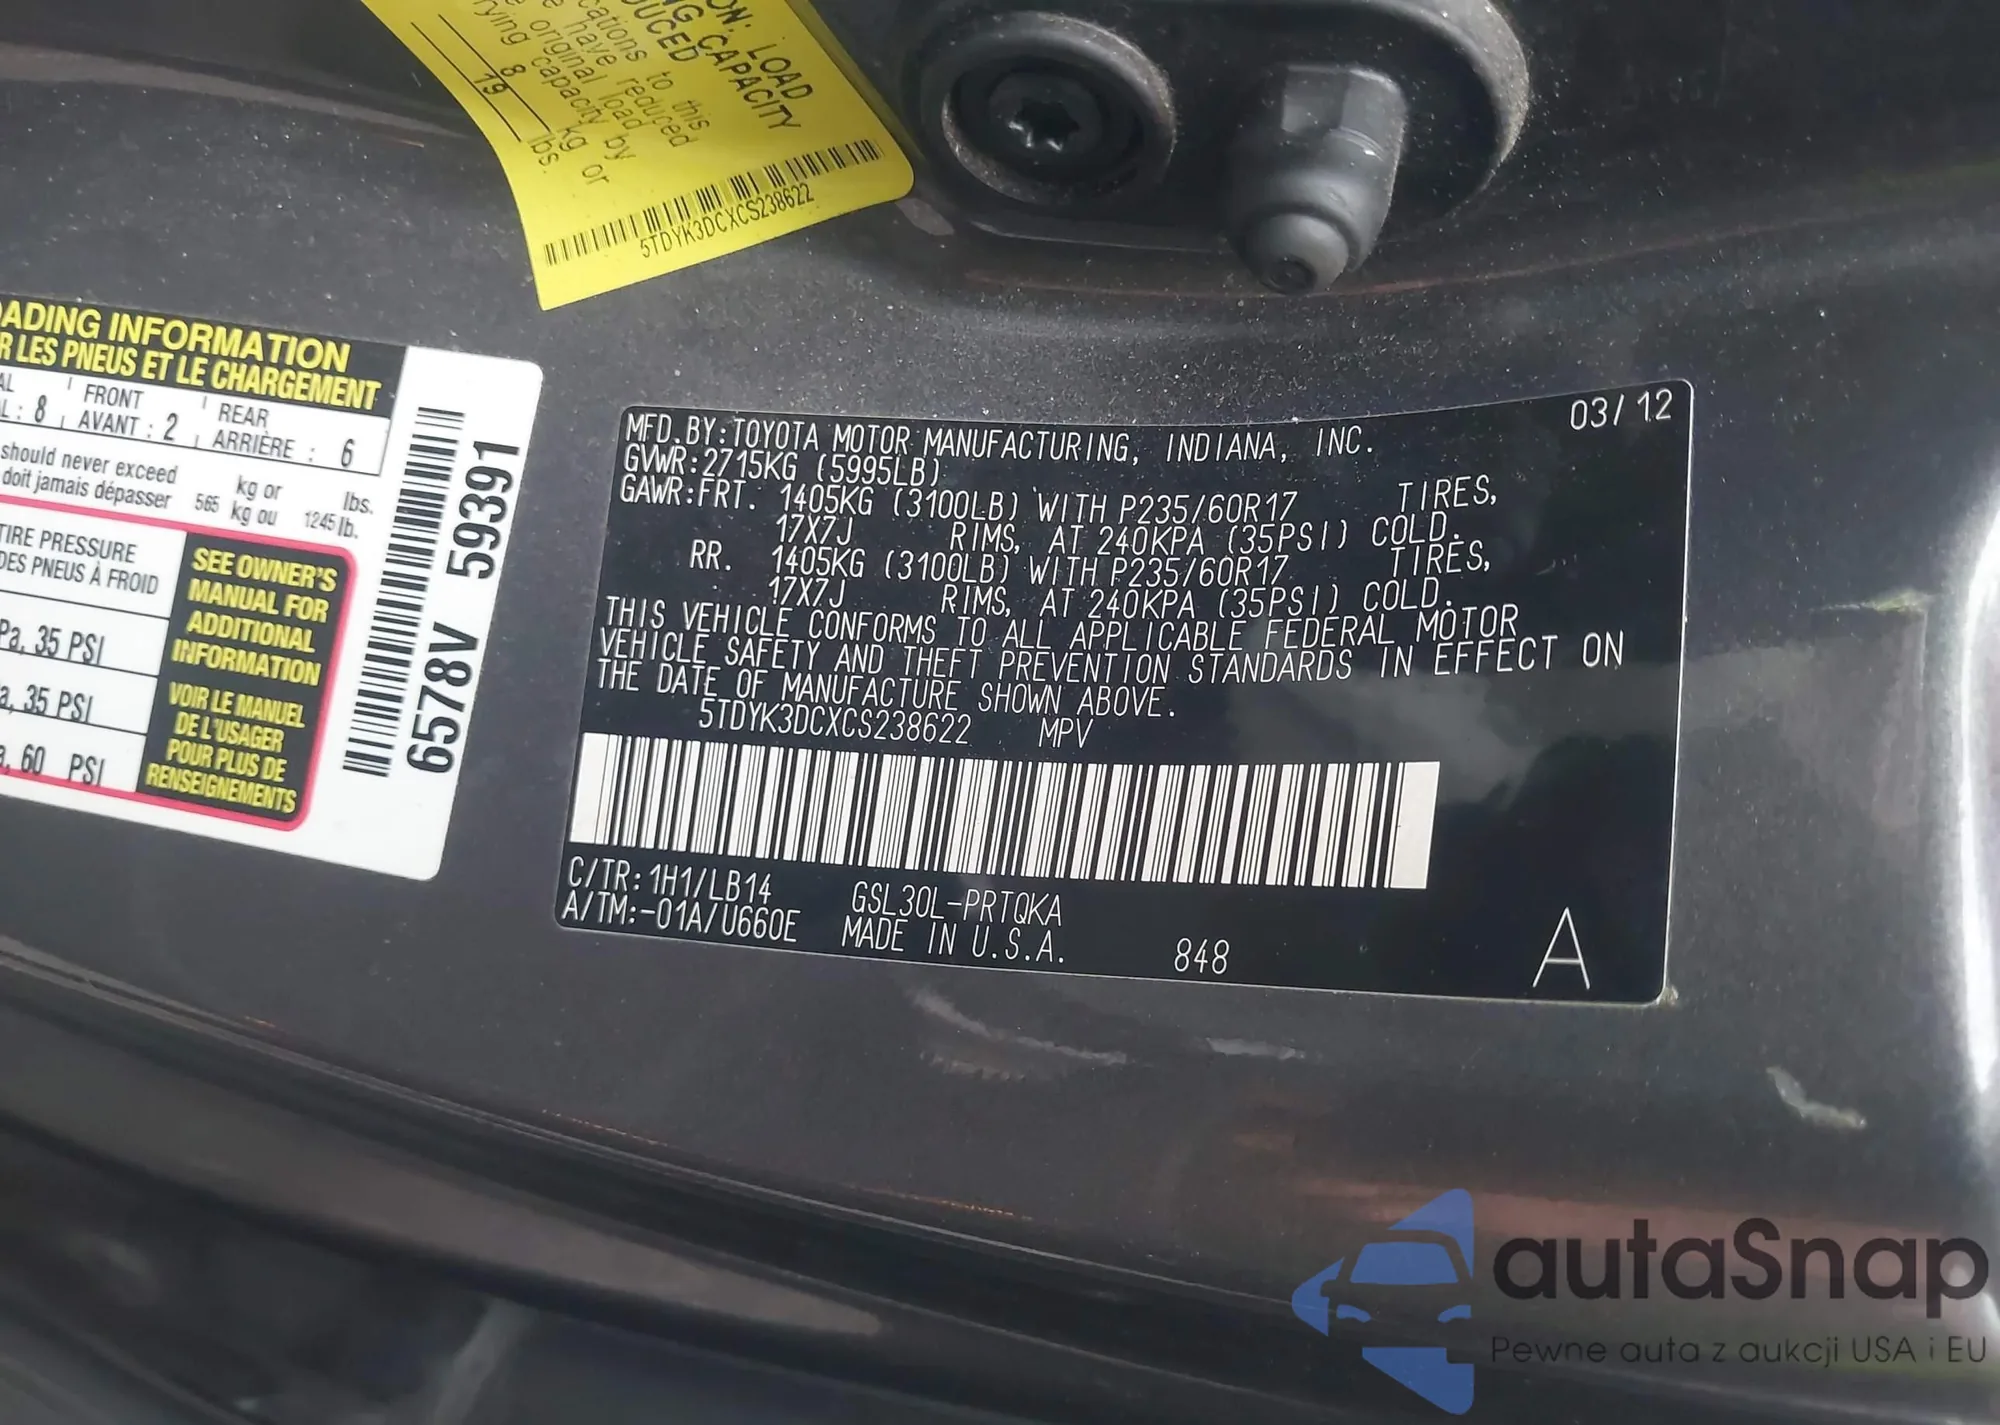 ON: LOAD
NG CAPACITY
DUCED
cations to this
e have reduced
e original load
rying capacity by
8 kg or
19 lbs.
5TDYK3DCXCS238622
OADING INFORMATION
R LES PNEUS ET LE CHARGEMENT
AL FRONT REAR
L : 8 AVANT : 2 ARRIÈRE : 6
should never exceed kg or lbs.
doit jamais dépasser 565 kg ou 1245 lb.
TIRE PRESSURE
DES PNEUS À FROID
Pa, 35 PSI
a, 35 PSI
a, 60 PSI
SEE OWNER'S
MANUAL FOR
ADDITIONAL
INFORMATION
VOIR LE MANUEL
DE L'USAGER
POUR PLUS DE
RENSEIGNEMENTS
6578V 59391
03/12
MFD.BY:TOYOTA MOTOR MANUFACTURING, INDIANA, INC.
GVWR:2715KG (5995LB)
GAWR:FRT. 1405KG (3100LB) WITH P235/60R17 TIRES,
17X7J RIMS, AT 240KPA (35PSI) COLD.
RR. 1405KG (3100LB) WITH P235/60R17 TIRES,
17X7J RIMS, AT 240KPA (35PSI) COLD.
THIS VEHICLE CONFORMS TO ALL APPLICABLE FEDERAL MOTOR
VEHICLE SAFETY AND THEFT PREVENTION STANDARDS IN EFFECT ON
THE DATE OF MANUFACTURE SHOWN ABOVE.
5TDYK3DCXCS238622 MPV
C/TR:1H1/LB14 GSL30L-PRTQKA
A/TM:-01A/U660E MADE IN U.S.A. 848 A
autaSnap
Pewne auta z aukcji USA i EU